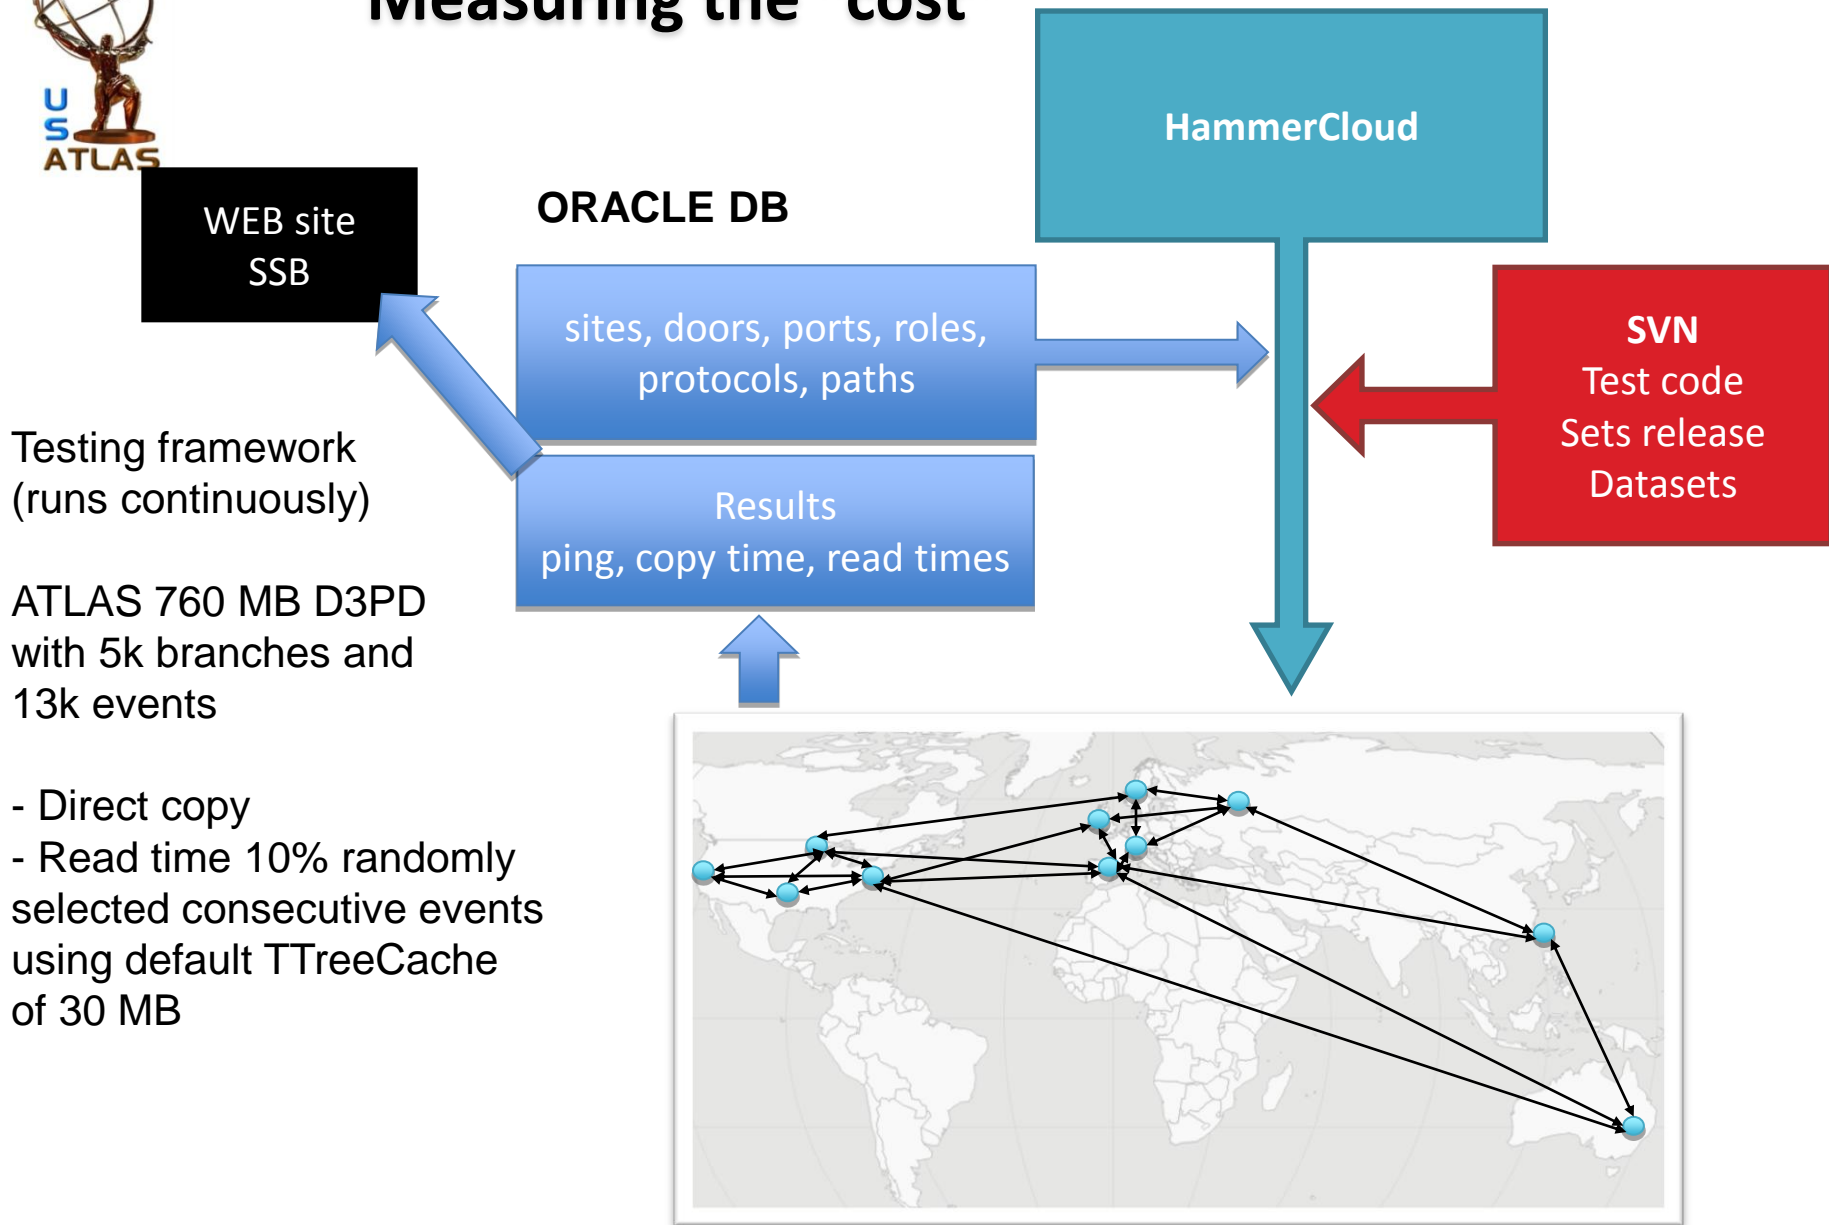 Measuring the "cost"
U
S
ATLAS
HammerCloud
WEB site
SSB
ORACLE DB
sites, doors, ports, roles,
protocols, paths
SVN
Test code
Sets release
Datasets
Results
ping, copy time, read times
Testing framework
(runs continuously)
ATLAS 760 MB D3PD
with 5k branches and
13k events
- Direct copy
- Read time 10% randomly
selected consecutive events
using default TTreeCache
of 30 MB